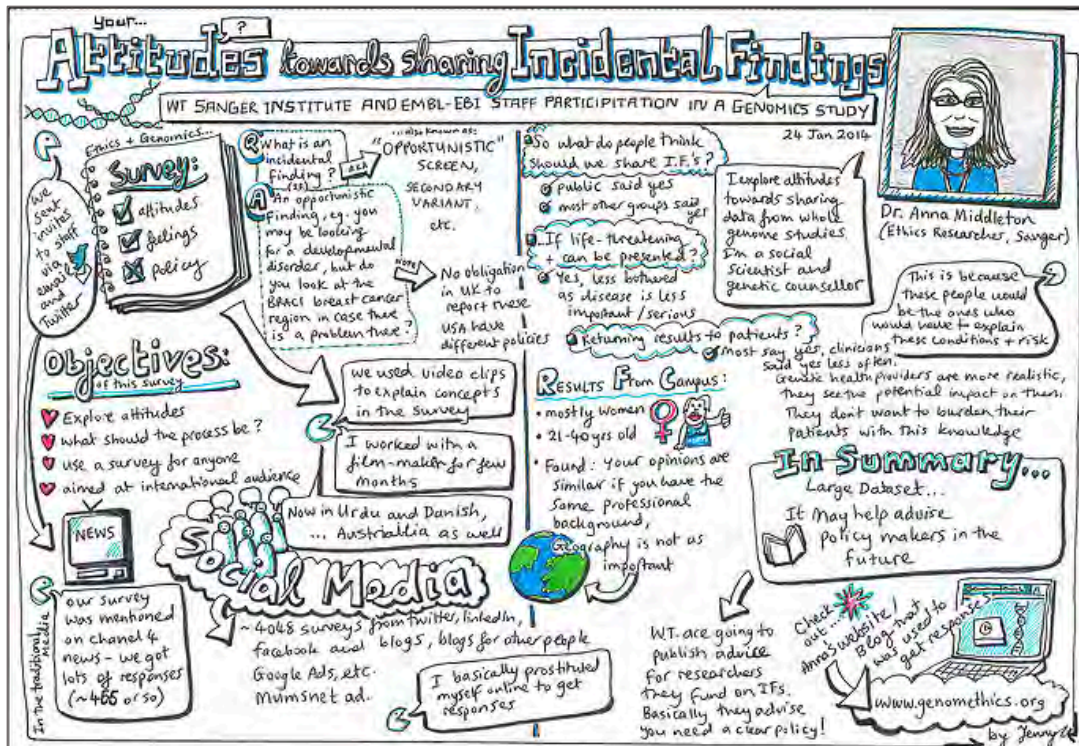 your...
Attitudes towards sharing Incidental Findings
?
WT SANGER INSTITUTE AND EMBL-EBI STAFF PARTICIPITATION IN A GENOMICS STUDY
24 Jan 2014
we
sent
invites
to staff
via
email
and
Twitter
Ethics + Genomics...
Survey:
attitudes
feelings
policy
Q What is an
incidental
finding?
(IF)
AKA
...also known as:
"OPPORTUNISTIC"
SCREEN,
SECONDARY
VARIANT,
etc.
A An opportunistic
finding, eg. you
may be looking
for a developmental
disorder, but do
you look at the
BRAC1 breast cancer
region in case there
is a problem there?
NOTE
No obligation
in UK to
report these
USA have
different policies
Objectives:
of this survey
Explore attitudes
what should the process be?
use a survey for anyone
aimed at international audience
we used video clips
to explain concepts
in the survey
I worked with a
film-maker for few
months
Now in Urdu and Danish,
... Austrialia as well
NEWS
In the traditional
media
our survey
was mentioned
on chanel 4
news - we got
lots of responses
(~455 or so)
Social Media
~ 4048 surveys from twitter, linkedIn,
facebook and blogs, blogs for other people
Google Ads, etc.
Mumsnet ad.
I basically prostituted
myself online to get
responses
So what do people think
should we share I.F.'s?
public said yes
most other groups said
yes
...If life-threatening
+ can be presented?
Yes, less bothered
as disease is less
important/serious
Returning results to patients?
most say yes, clinicians
said yes less often.
Genetic health providers are more realistic,
they see the potential impact on them.
They don't want to burden their
patients with this knowledge
This is because
these people would
be the ones who
would have to explain
these conditions + risk
I explore attitudes
towards sharing
data from whole
genome studies.
I'm a social
scientist and
genetic counsellor
Dr. Anna Middleton
(Ethics Researcher, Sanger)
Results From Campus:
• mostly women
• 21-40 yrs old
• Found: Your opinions are
similar if you have the
same professional
background,
Geography is not as
important
W.T. are going to
publish advice
for researchers
they fund on IFs.
Basically they advise
you need a clear policy!
In Summary...
Large Dataset...
It may help advise
policy makers in the
future
Check
out...
Anna's website!
Blog-host
was used to
get responses
www.genomethics.org
by Jenny